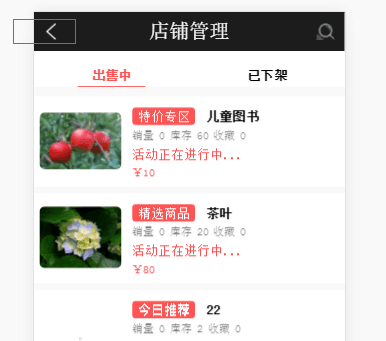 店铺管理
出售中 已下架
特价专区 儿童图书
销量 0 库存 60 收藏 0
活动正在进行中...
￥10
精选商品 茶叶
销量 0 库存 20 收藏 0
活动正在进行中...
￥80
今日推荐 22
销量 0 库存 2 收藏 0